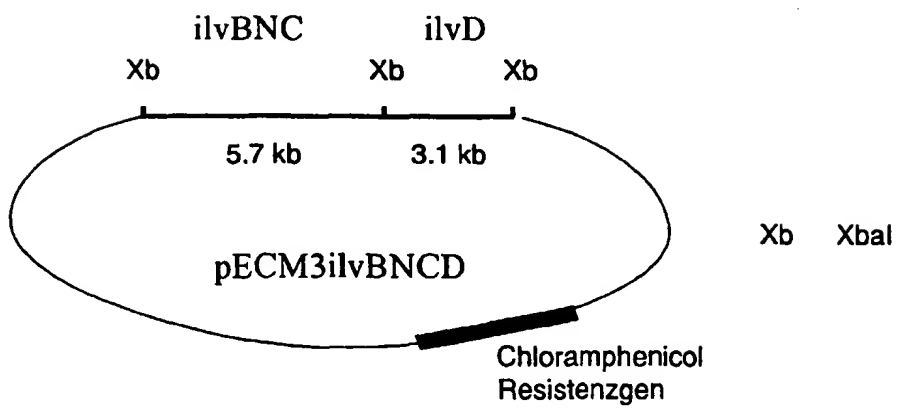 ilvBNC ilvD
Xb Xb Xb
5.7 kb 3.1 kb
Xb XbaI
pECM3ilvBNCD
Chloramphenicol
Resistenzgen